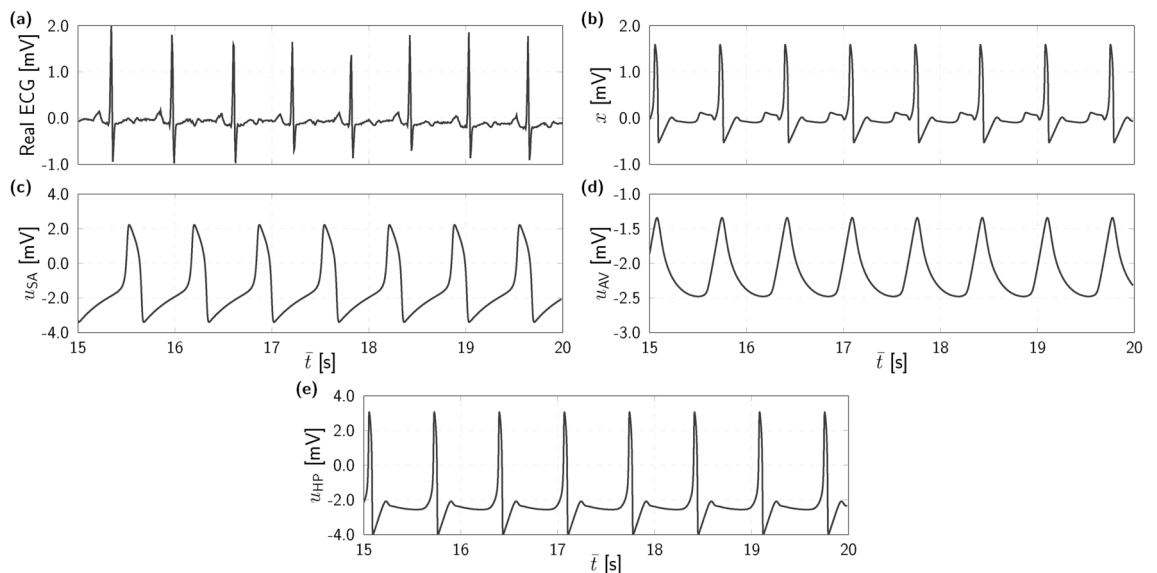 (a)
2.0
1.0
0.0
-1.0
Real ECG [mV]
(b)
2.0
1.0
0.0
-1.0
x [mV]
(c)
4.0
2.0
0.0
-2.0
-4.0
u_SA [mV]
15 16 17 18 19 20
t̄ [s]
(d)
-1.0
-1.5
-2.0
-2.5
-3.0
u_AV [mV]
15 16 17 18 19 20
t̄ [s]
(e)
4.0
2.0
0.0
-2.0
-4.0
u_HP [mV]
15 16 17 18 19 20
t̄ [s]